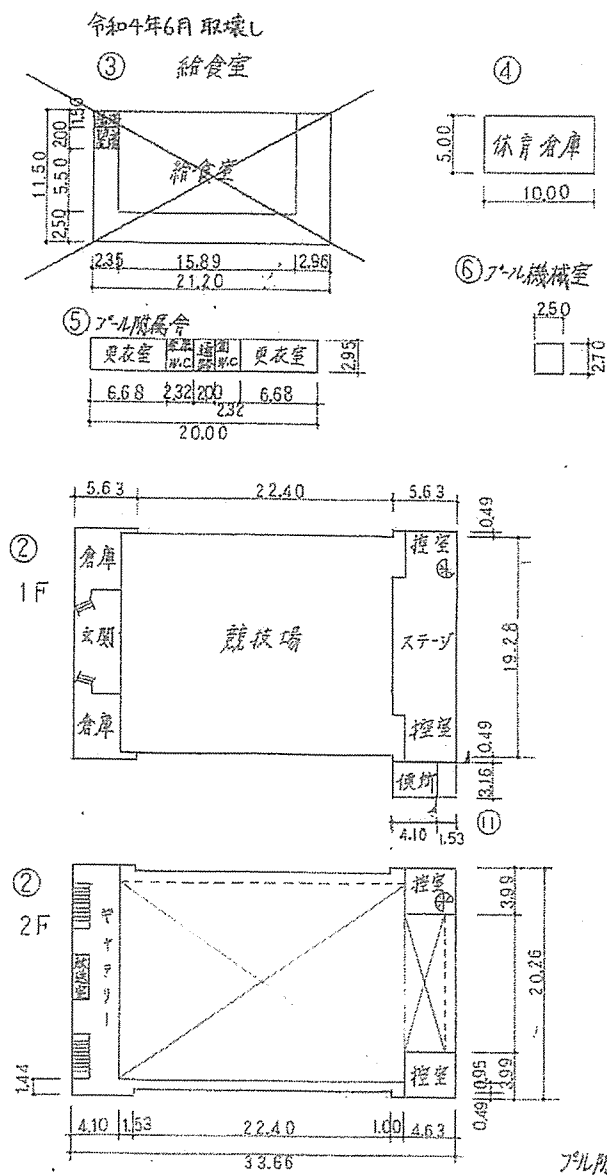 令和4年6月取壊し
③ 給食室
④
1.50
200
5.50
2.50
11.50
給食室
2.35 15.89 2.96
21.20
5.00
体育倉庫
10.00
⑥プール機械室
2.50
2.70
⑤プール附属舎
更衣室 W.C 通路 W.C 更衣室
2.95
6.68 2.32 200 2.32 6.68
20.00
5.63 22.40 5.63
0.49
②
1F
倉庫
玄関
倉庫
競技場
控室
ステージ
控室
19.28
0.49
便所
3.16
4.10 1.53
⑪
②
2F
ギャラリー
控室
控室
3.99
20.26
0.95
3.99
0.49
1.44
4.10 1.53 22.40 1.00 4.63
33.66
プール附